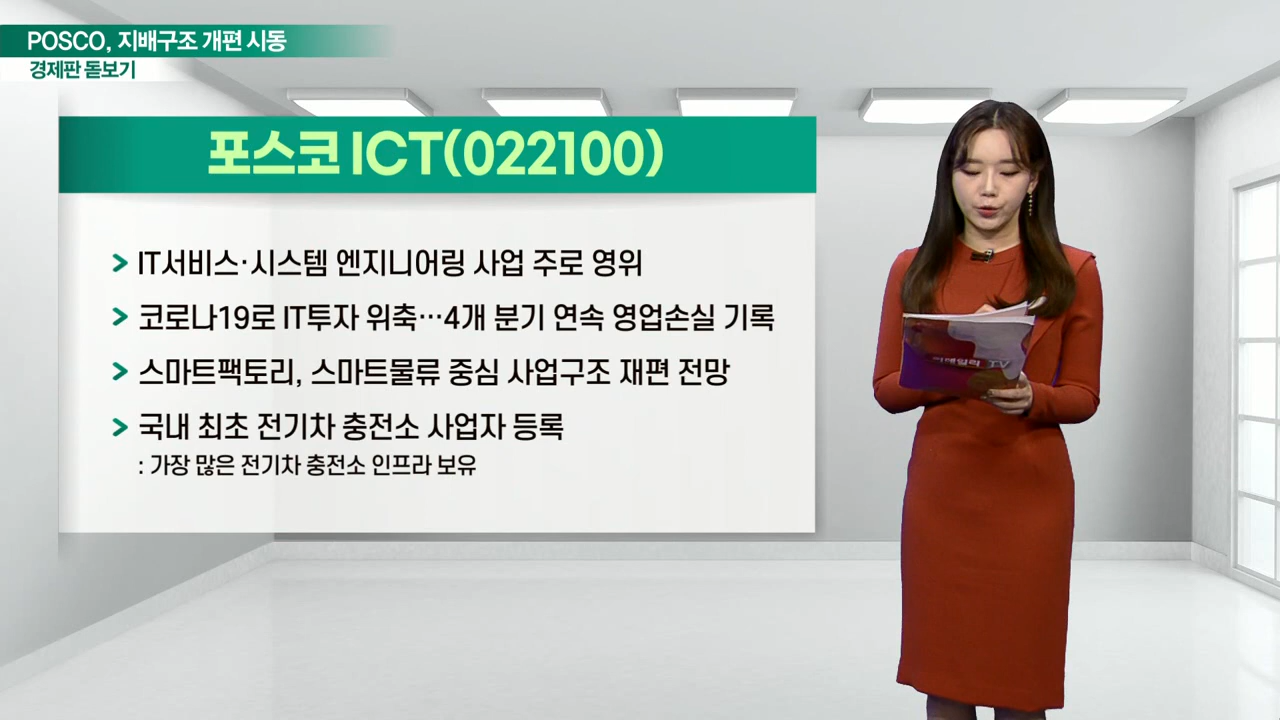 POSCO, 지배구조 개편 시동
경제판 돋보기
포스코 ICT(022100)
IT서비스·시스템 엔지니어링 사업 주로 영위
코로나19로 IT투자 위축…4개 분기 연속 영업손실 기록
스마트팩토리, 스마트물류 중심 사업구조 재편 전망
국내 최초 전기차 충전소 사업자 등록
: 가장 많은 전기차 충전소 인프라 보유
이데일리 TV